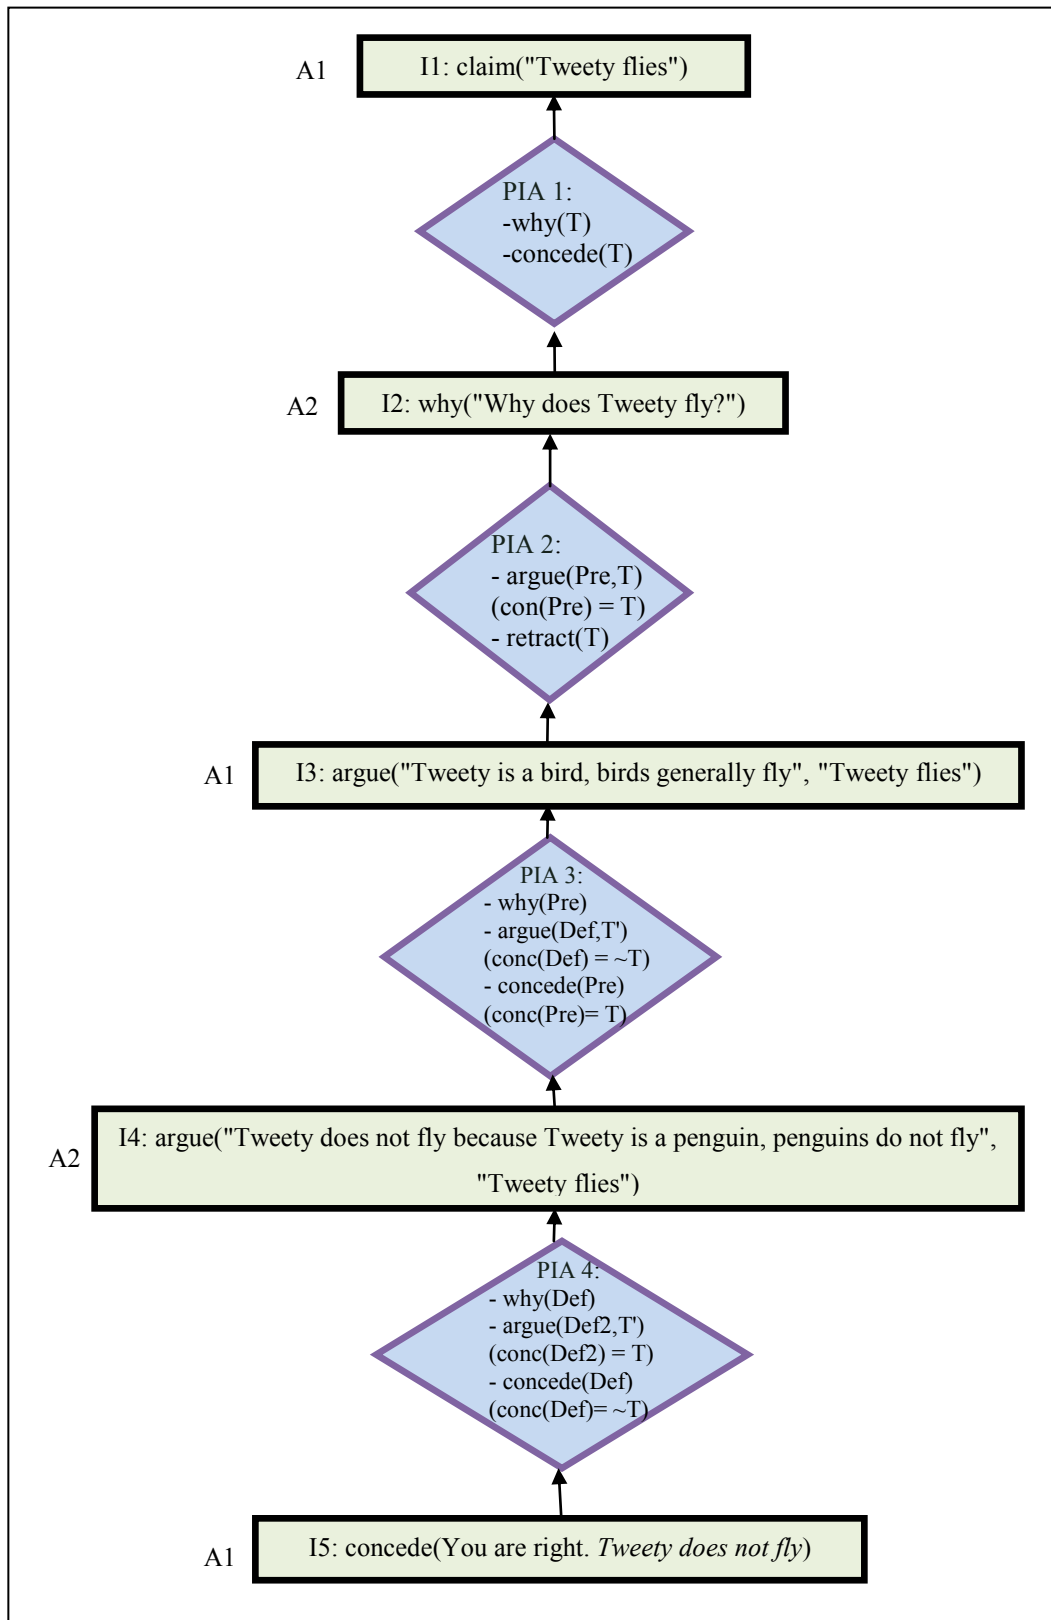 A1
I1: claim("Tweety flies")
PIA 1:
-why(T)
-concede(T)
A2
I2: why("Why does Tweety fly?")
PIA 2:
- argue(Pre,T)
(con(Pre) = T)
- retract(T)
A1
I3: argue("Tweety is a bird, birds generally fly", "Tweety flies")
PIA 3:
- why(Pre)
- argue(Def,T')
(conc(Def) = ~T)
- concede(Pre)
(conc(Pre)= T)
A2
I4: argue("Tweety does not fly because Tweety is a penguin, penguins do not fly",
"Tweety flies")
PIA 4:
- why(Def)
- argue(Def2,T')
(conc(Def2) = T)
- concede(Def)
(conc(Def)= ~T)
A1
I5: concede(You are right. Tweety does not fly)